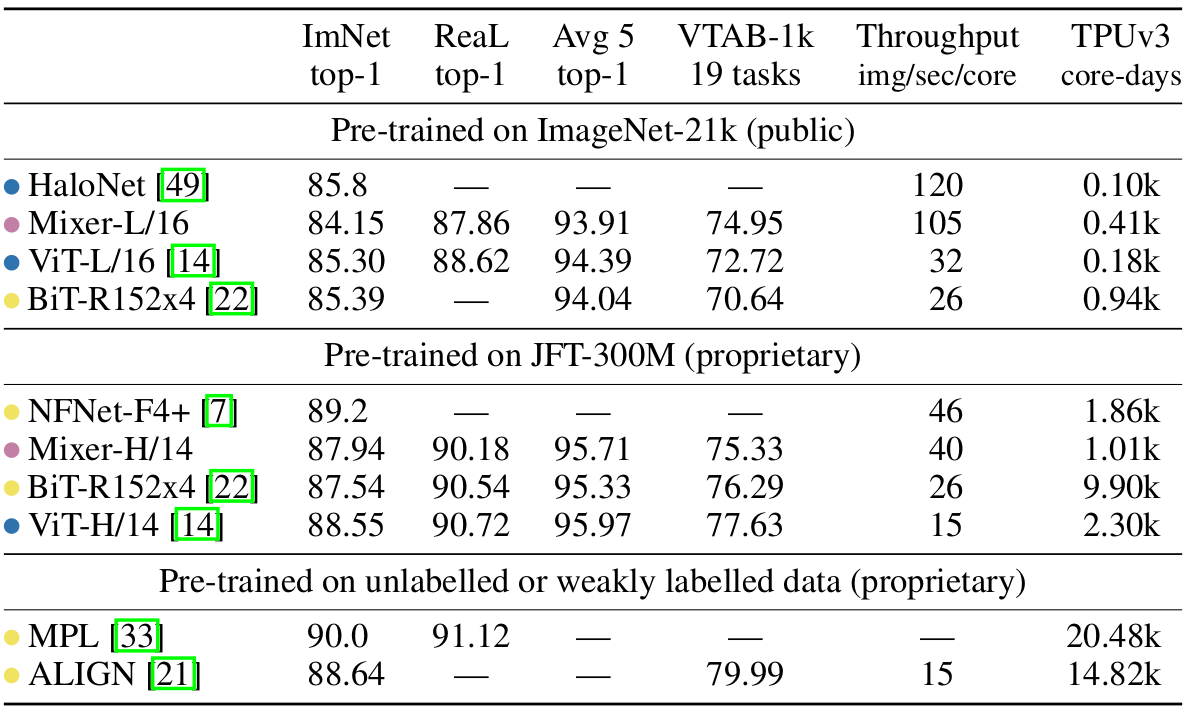 ImNet ReaL Avg 5 VTAB-1k Throughput TPUv3
top-1 top-1 top-1 19 tasks img/sec/core core-days
Pre-trained on ImageNet-21k (public)
HaloNet [49] 85.8 — — — 120 0.10k
Mixer-L/16 84.15 87.86 93.91 74.95 105 0.41k
ViT-L/16 [14] 85.30 88.62 94.39 72.72 32 0.18k
BiT-R152x4 [22] 85.39 — 94.04 70.64 26 0.94k
Pre-trained on JFT-300M (proprietary)
NFNet-F4+ [7] 89.2 — — — 46 1.86k
Mixer-H/14 87.94 90.18 95.71 75.33 40 1.01k
BiT-R152x4 [22] 87.54 90.54 95.33 76.29 26 9.90k
ViT-H/14 [14] 88.55 90.72 95.97 77.63 15 2.30k
Pre-trained on unlabelled or weakly labelled data (proprietary)
MPL [33] 90.0 91.12 — — — 20.48k
ALIGN [21] 88.64 — — 79.99 15 14.82k